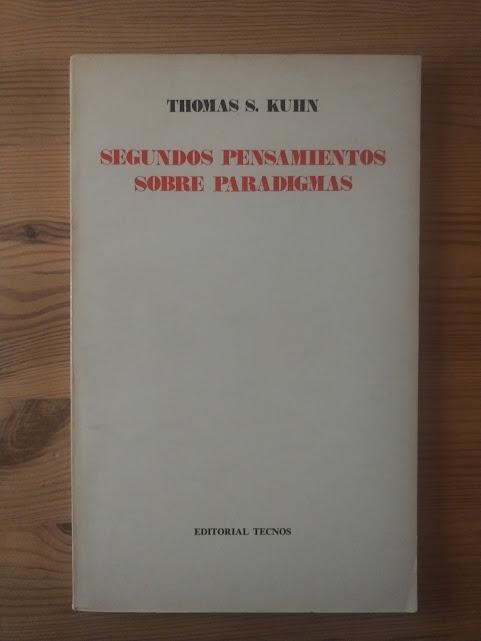 THOMAS S. KUHN
SEGUNDOS PENSAMIENTOS
SOBRE PARADIGMAS
EDITORIAL TECNOS